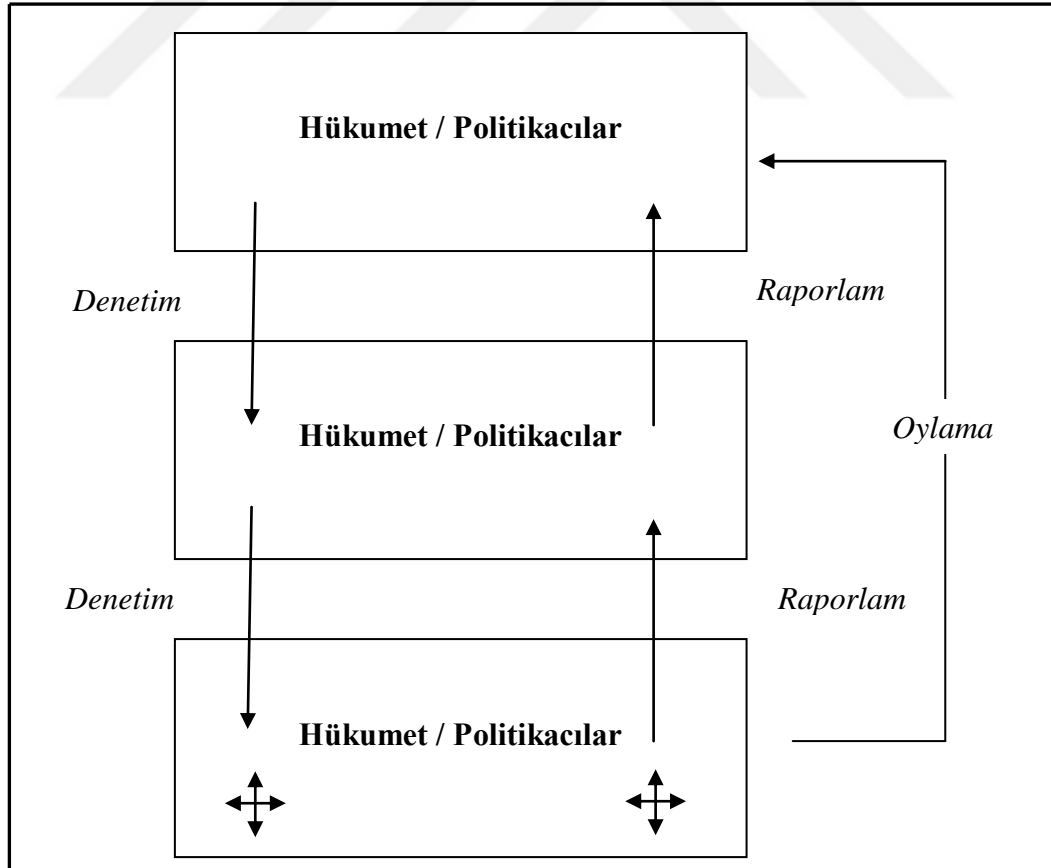 Hükumet / Politikacılar
Denetim
Raporlam
Hükumet / Politikacılar
Oylama
Denetim
Raporlam
Hükumet / Politikacılar